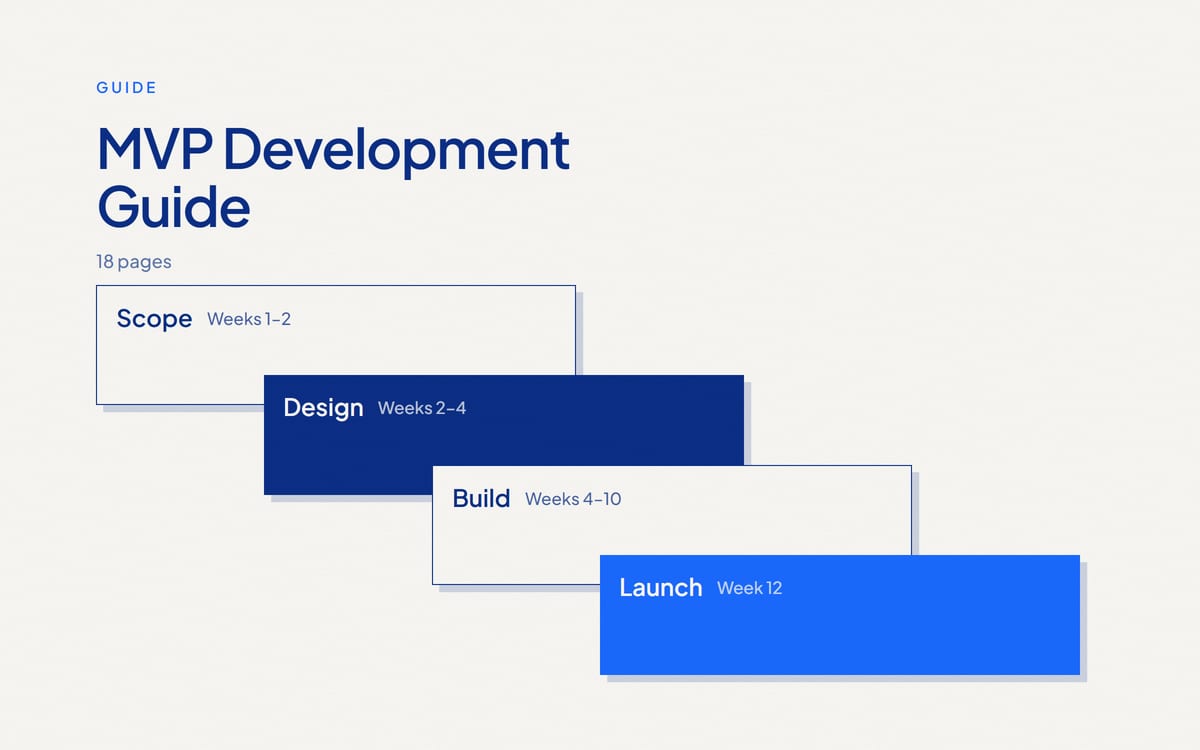 GUIDE
MVP Development
Guide
18 pages
Scope Weeks 1–2
Design Weeks 2–4
Build Weeks 4–10
Launch Week 12